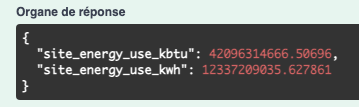 Organe de réponse
{
  "site_energy_use_kbtu": 42096314666.50696,
  "site_energy_use_kwh": 12337209035.627861
}